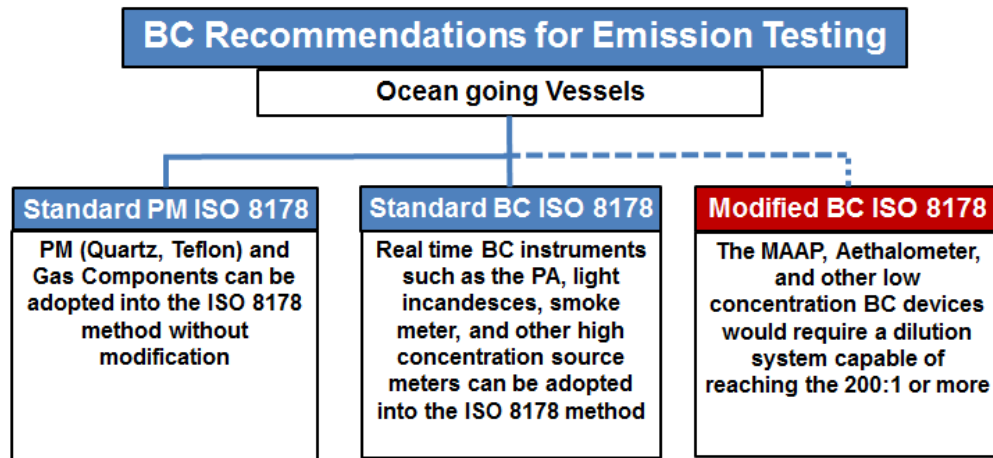 BC Recommendations for Emission Testing
Ocean going Vessels
Standard PM ISO 8178
PM (Quartz, Teflon) and
Gas Components can be
adopted into the ISO 8178
method without
modification
Standard BC ISO 8178
Real time BC instruments
such as the PA, light
incandesces, smoke
meter, and other high
concentration source
meters can be adopted
into the ISO 8178 method
Modified BC ISO 8178
The MAAP, Aethalometer,
and other low
concentration BC devices
would require a dilution
system capable of
reaching the 200:1 or more